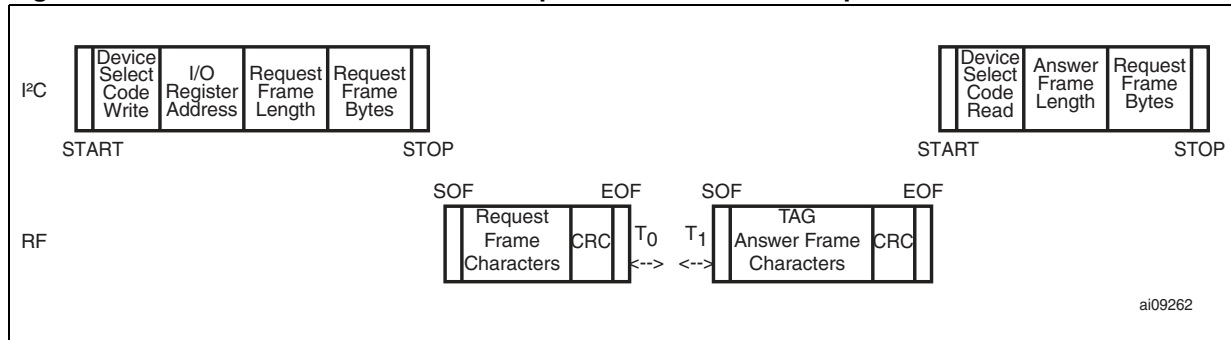 I²C
Device
Select
Code
Write
I/O
Register
Address
Request
Frame
Length
Request
Frame
Bytes
START
STOP
Device
Select
Code
Read
Answer
Frame
Length
Request
Frame
Bytes
START
STOP
RF
SOF
EOF
Request
Frame
Characters
CRC
T0
<-->
T1
<-->
SOF
EOF
TAG
Answer Frame
Characters
CRC
ai09262